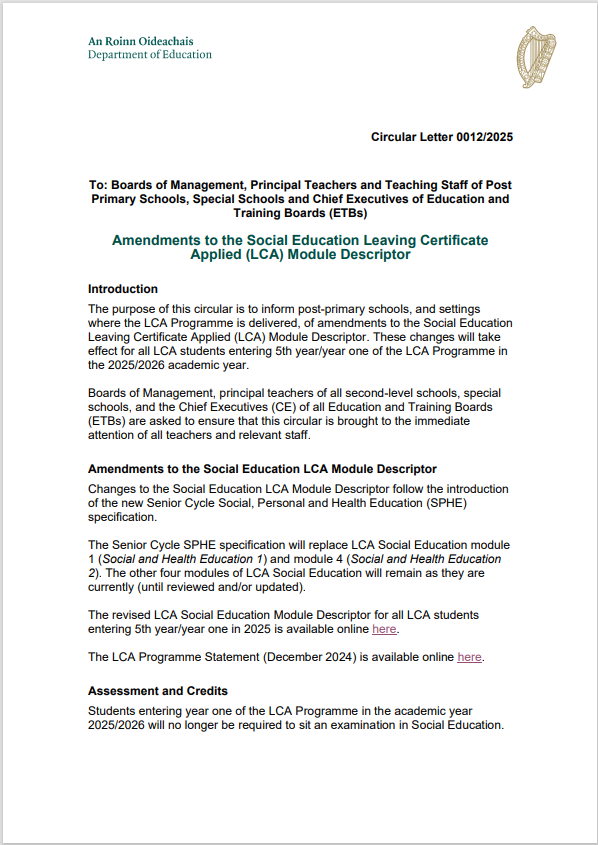 An Roinn Oideachais
Department of Education
Circular Letter 0012/2025
To: Boards of Management, Principal Teachers and Teaching Staff of Post
Primary Schools, Special Schools and Chief Executives of Education and
Training Boards (ETBs)
Amendments to the Social Education Leaving Certificate
Applied (LCA) Module Descriptor
Introduction
The purpose of this circular is to inform post-primary schools, and settings
where the LCA Programme is delivered, of amendments to the Social Education
Leaving Certificate Applied (LCA) Module Descriptor. These changes will take
effect for all LCA students entering 5th year/year one of the LCA Programme in
the 2025/2026 academic year.
Boards of Management, principal teachers of all second-level schools, special
schools, and the Chief Executives (CE) of all Education and Training Boards
(ETBs) are asked to ensure that this circular is brought to the immediate
attention of all teachers and relevant staff.
Amendments to the Social Education LCA Module Descriptor
Changes to the Social Education LCA Module Descriptor follow the introduction
of the new Senior Cycle Social, Personal and Health Education (SPHE)
specification.
The Senior Cycle SPHE specification will replace LCA Social Education module
1 (Social and Health Education 1) and module 4 (Social and Health Education
2). The other four modules of LCA Social Education will remain as they are
currently (until reviewed and/or updated).
The revised LCA Social Education Module Descriptor for all LCA students
entering 5th year/year one in 2025 is available online here.
The LCA Programme Statement (December 2024) is available online here.
Assessment and Credits
Students entering year one of the LCA Programme in the academic year
2025/2026 will no longer be required to sit an examination in Social Education.